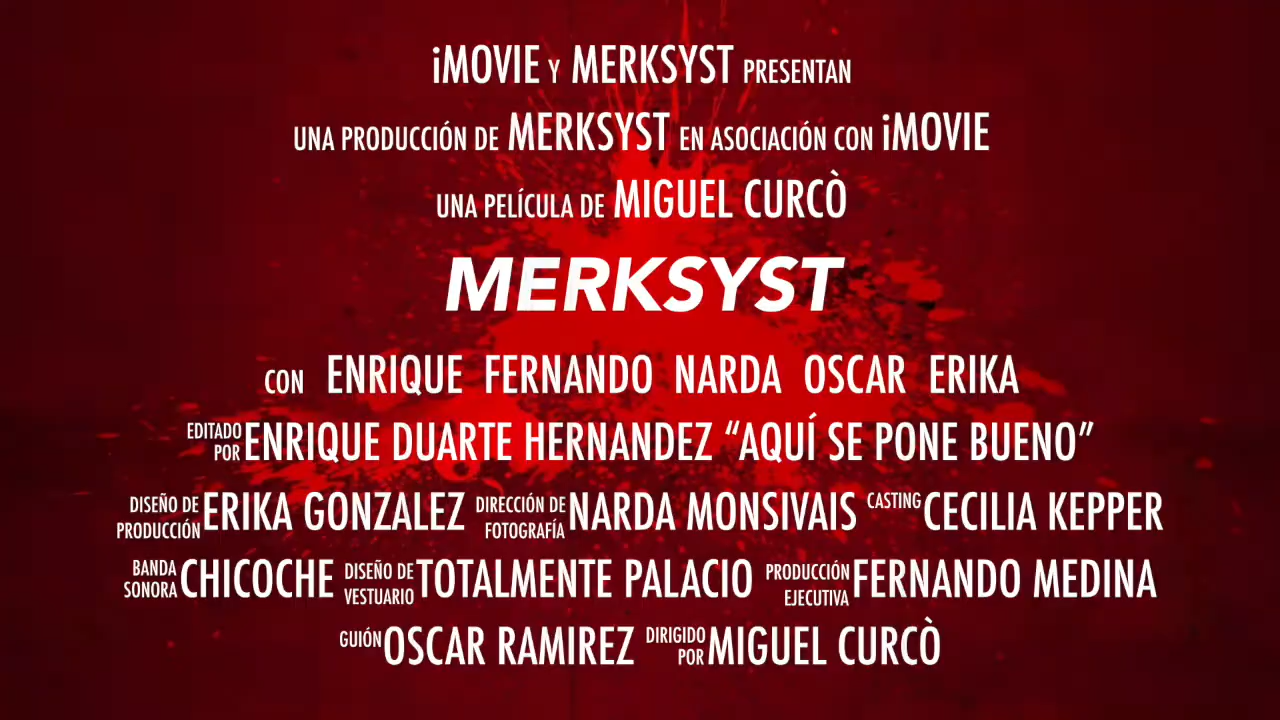 iMOVIE Y MERKSYST PRESENTAN
UNA PRODUCCIÓN DE MERKSYST EN ASOCIACIÓN CON iMOVIE
UNA PELÍCULA DE MIGUEL CURCÒ
MERKSYST
CON ENRIQUE FERNANDO NARDA OSCAR ERIKA
EDITADO POR ENRIQUE DUARTE HERNANDEZ “AQUÍ SE PONE BUENO”
DISEÑO DE PRODUCCIÓN ERIKA GONZALEZ DIRECCIÓN DE FOTOGRAFÍA NARDA MONSIVAIS CASTING CECILIA KEPPER
BANDA SONORA CHICOCHE DISEÑO DE VESTUARIO TOTALMENTE PALACIO PRODUCCIÓN EJECUTIVA FERNANDO MEDINA
GUIÓN OSCAR RAMIREZ DIRIGIDO POR MIGUEL CURCÒ